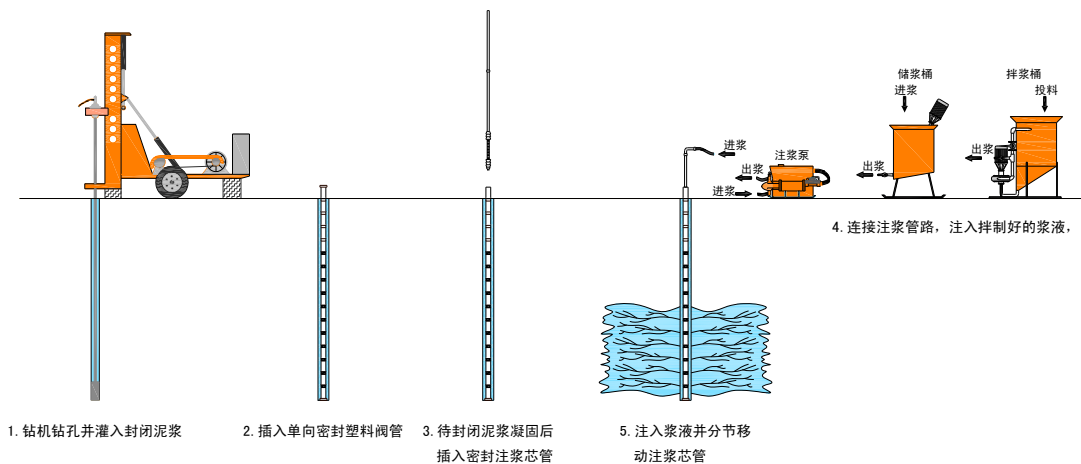 储浆桶
进浆
拌浆桶
投料
进浆
注浆泵
出浆
出浆
出浆
进浆
4.连接注浆管路，注入拌制好的浆液，
1.钻机钻孔并灌入封闭泥浆
2.插入单向密封塑料阀管
3.待封闭泥浆凝固后
插入密封注浆芯管
5.注入浆液并分节移
动注浆芯管